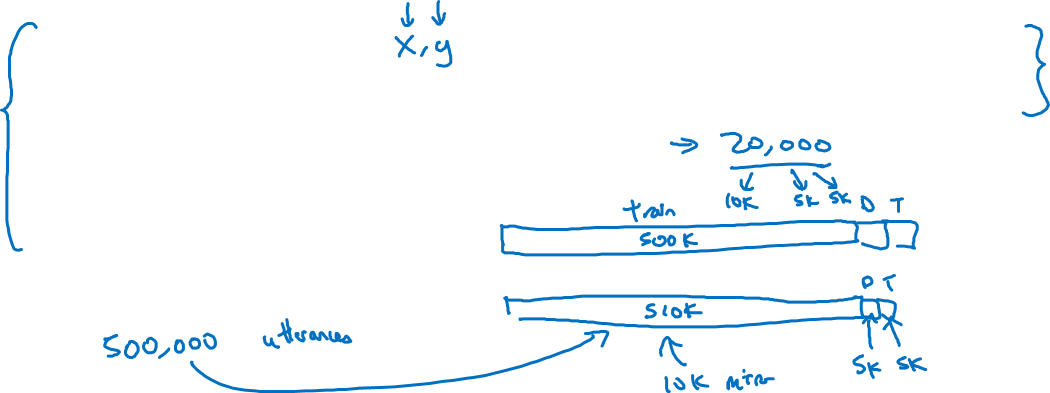 x, y
→ 20,000
10K 5K 5K D T
train
500K
D T
510K
500,000 utterances
5K 5K
10K